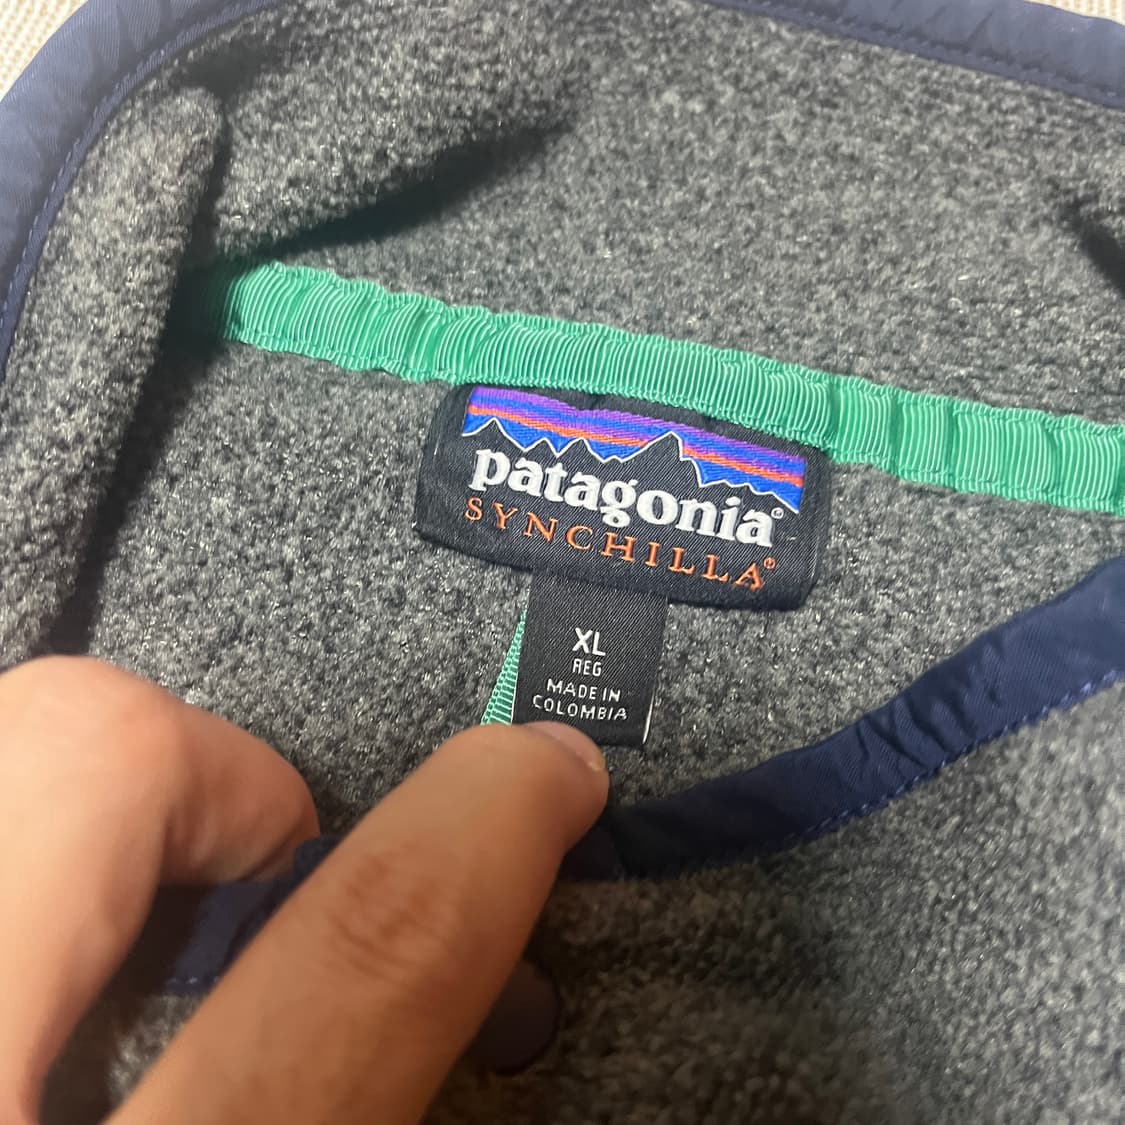 patagonia®
SYNCHILLA®
XL
REG
MADE IN
COLOMBIA